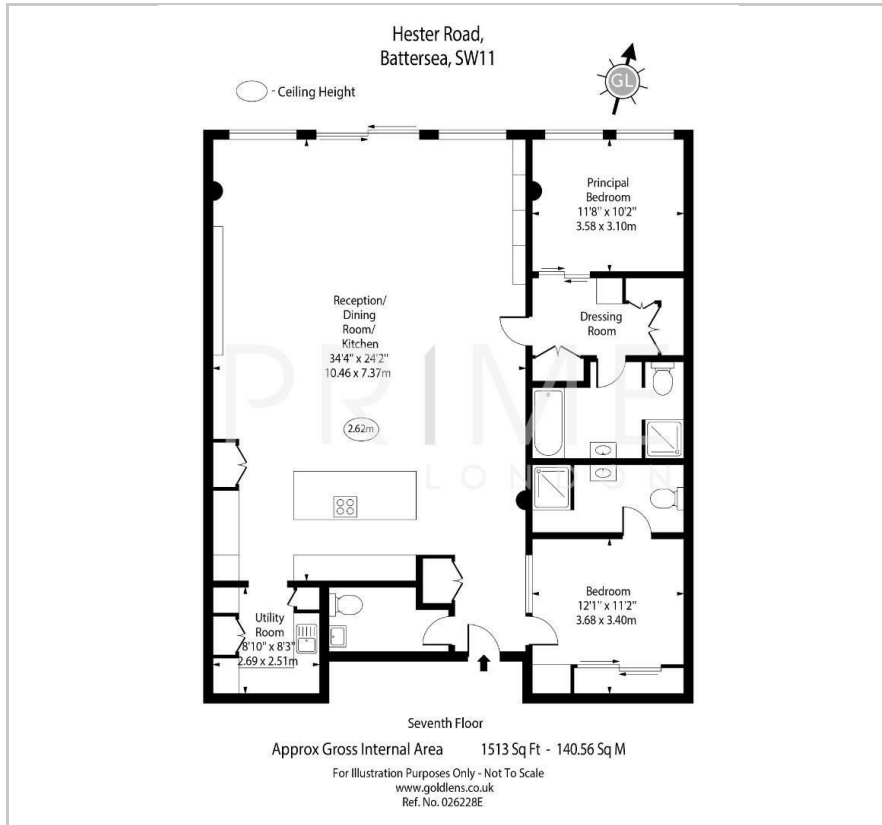 Hester Road,
Battersea, SW11
- Ceiling Height
GL
Principal
Bedroom
11'8" x 10'2"
3.58 x 3.10m
Reception/
Dining
Room/
Kitchen
34'4" x 24'2"
10.46 x 7.37m
Dressing
Room
2.62m
PRIME
LONDON
Bedroom
12'1" x 11'2"
3.68 x 3.40m
Utility
Room
8'10" x 8'3"
2.69 x 2.51m
Seventh Floor
Approx Gross Internal Area 1513 Sq Ft - 140.56 Sq M
For Illustration Purposes Only - Not To Scale
www.goldlens.co.uk
Ref. No. 026228E